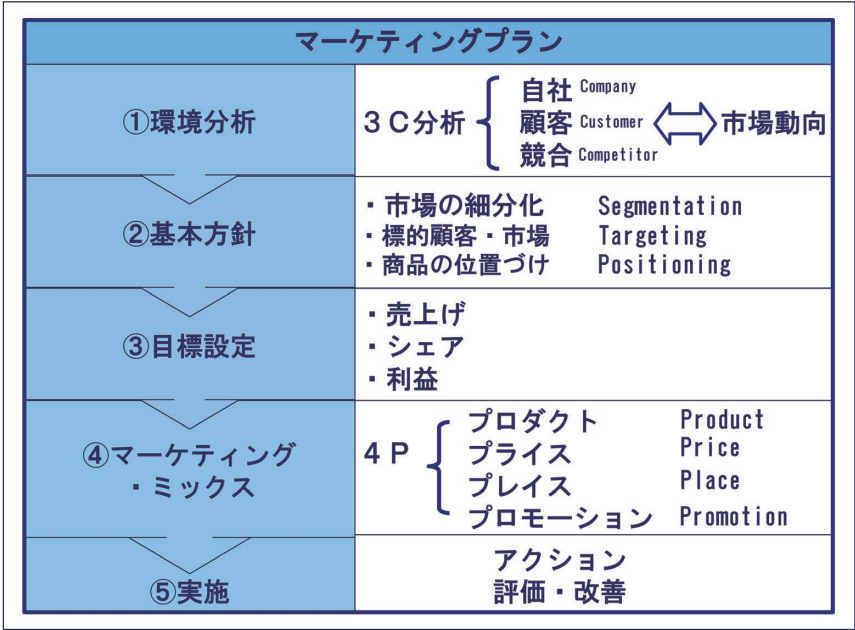 マーケティングプラン
①環境分析
3C分析
自社 Company
顧客 Customer
競合 Competitor
市場動向
②基本方針
・市場の細分化 Segmentation
・標的顧客・市場 Targeting
・商品の位置づけ Positioning
③目標設定
・売上げ
・シェア
・利益
④マーケティング
・ミックス
4P
プロダクト Product
プライス Price
プレイス Place
プロモーション Promotion
⑤実施
アクション
評価・改善